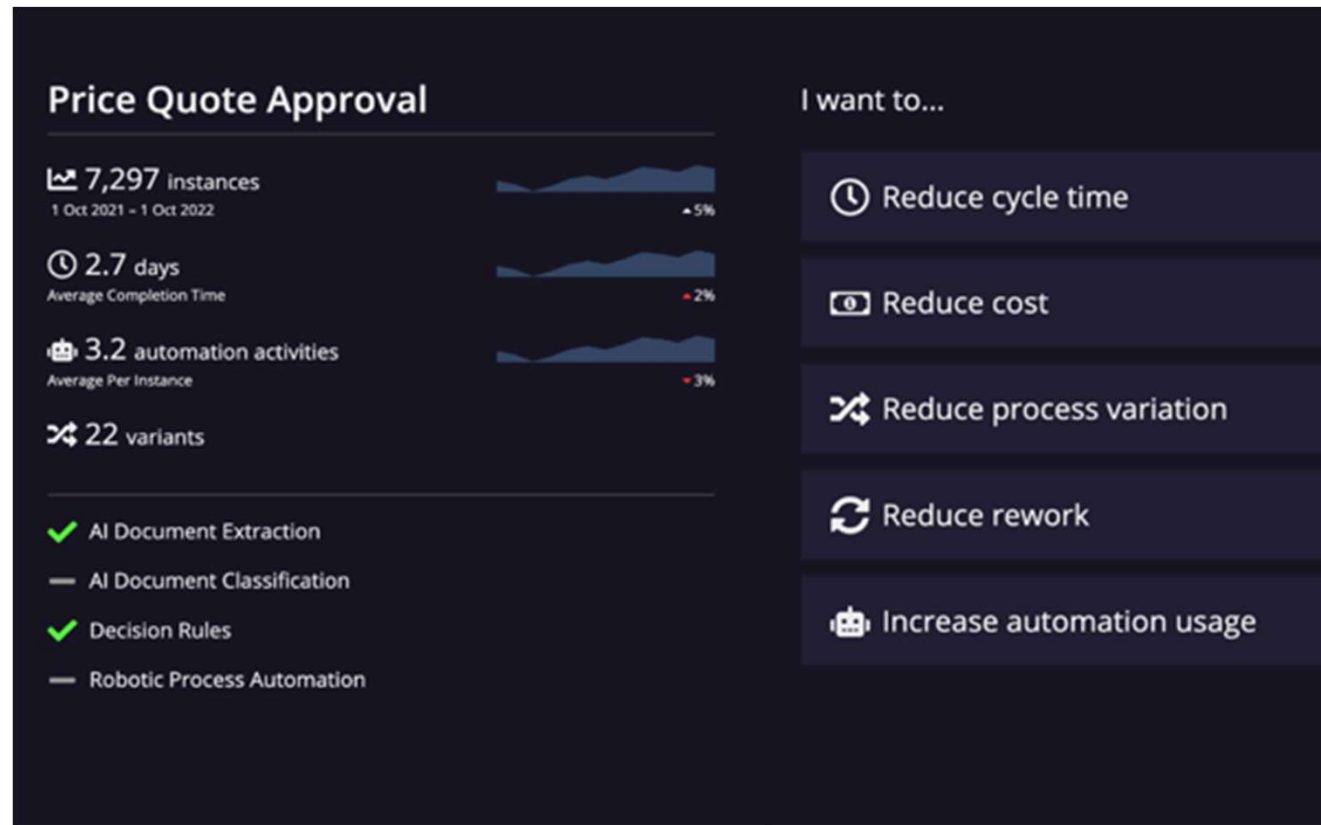 Price Quote Approval
7,297 instances
1 Oct 2021 – 1 Oct 2022
5%
2.7 days
Average Completion Time
2%
3.2 automation activities
Average Per Instance
3%
22 variants
AI Document Extraction
AI Document Classification
Decision Rules
Robotic Process Automation
I want to...
Reduce cycle time
Reduce cost
Reduce process variation
Reduce rework
Increase automation usage